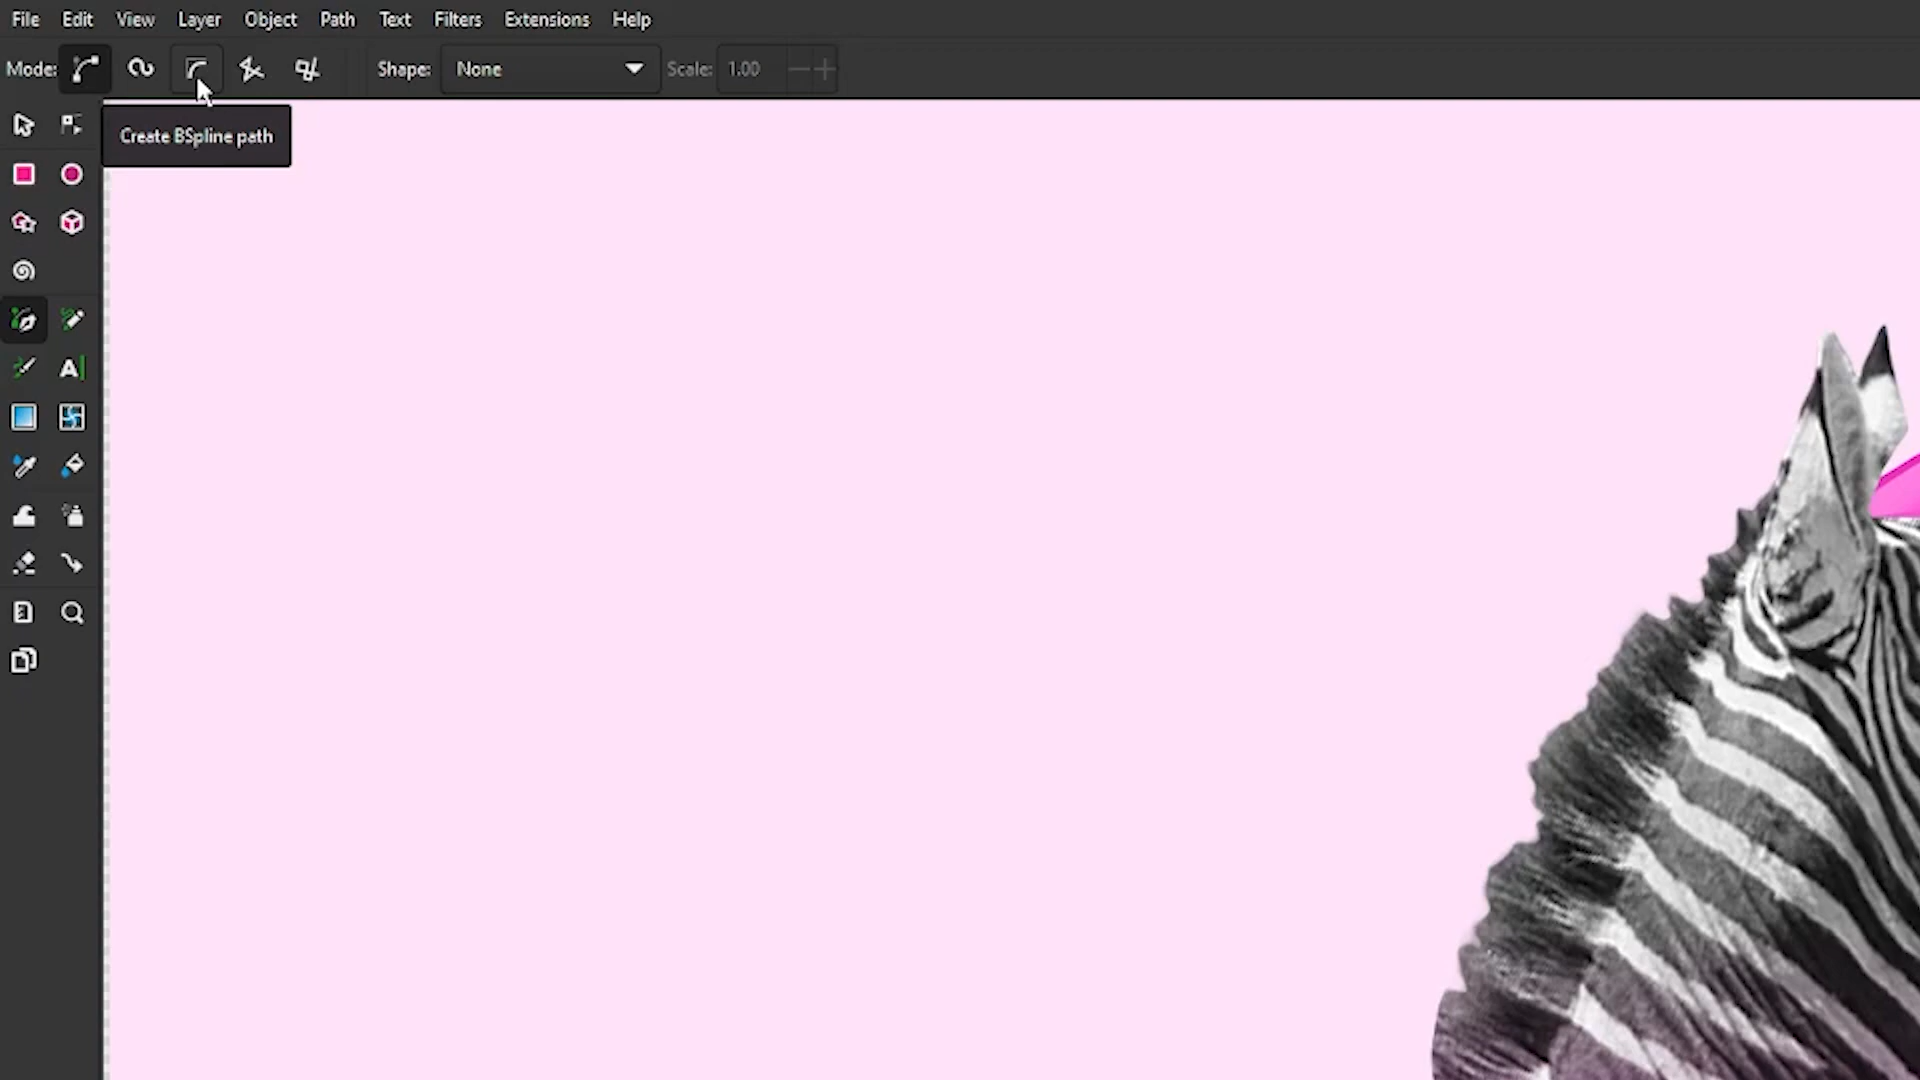 File Edit View Layer Object Path Text Filters Extensions Help
Mode: Shape: None Scale: 1.00
Create BSpline path